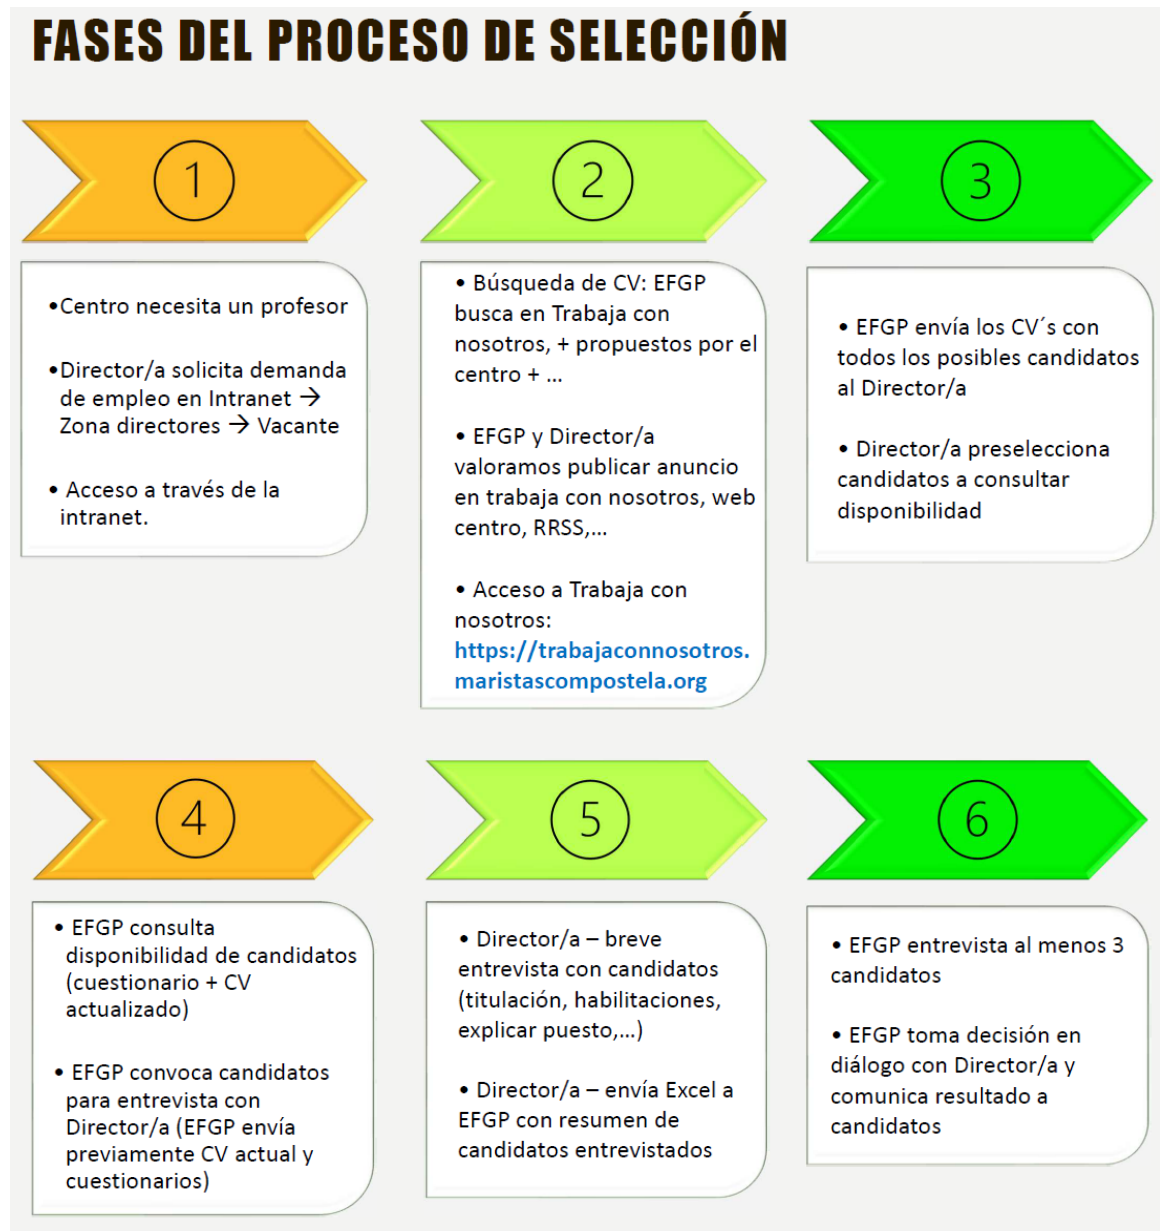 FASES DEL PROCESO DE SELECCIÓN
1
•Centro necesita un profesor
•Director/a solicita demanda
de empleo en Intranet →
Zona directores → Vacante
• Acceso a través de la
intranet.
2
• Búsqueda de CV: EFGP
busca en Trabaja con
nosotros, + propuestos por el
centro + ...
• EFGP y Director/a
valoramos publicar anuncio
en trabaja con nosotros, web
centro, RRSS,...
• Acceso a Trabaja con
nosotros:
https://trabajaconnosotros.
maristascompostela.org
3
• EFGP envía los CV´s con
todos los posibles candidatos
al Director/a
• Director/a preselecciona
candidatos a consultar
disponibilidad
4
• EFGP consulta
disponibilidad de candidatos
(cuestionario + CV
actualizado)
• EFGP convoca candidatos
para entrevista con
Director/a (EFGP envía
previamente CV actual y
cuestionarios)
5
• Director/a – breve
entrevista con candidatos
(titulación, habilitaciones,
explicar puesto,...)
• Director/a – envía Excel a
EFGP con resumen de
candidatos entrevistados
6
• EFGP entrevista al menos 3
candidatos
• EFGP toma decisión en
diálogo con Director/a y
comunica resultado a
candidatos